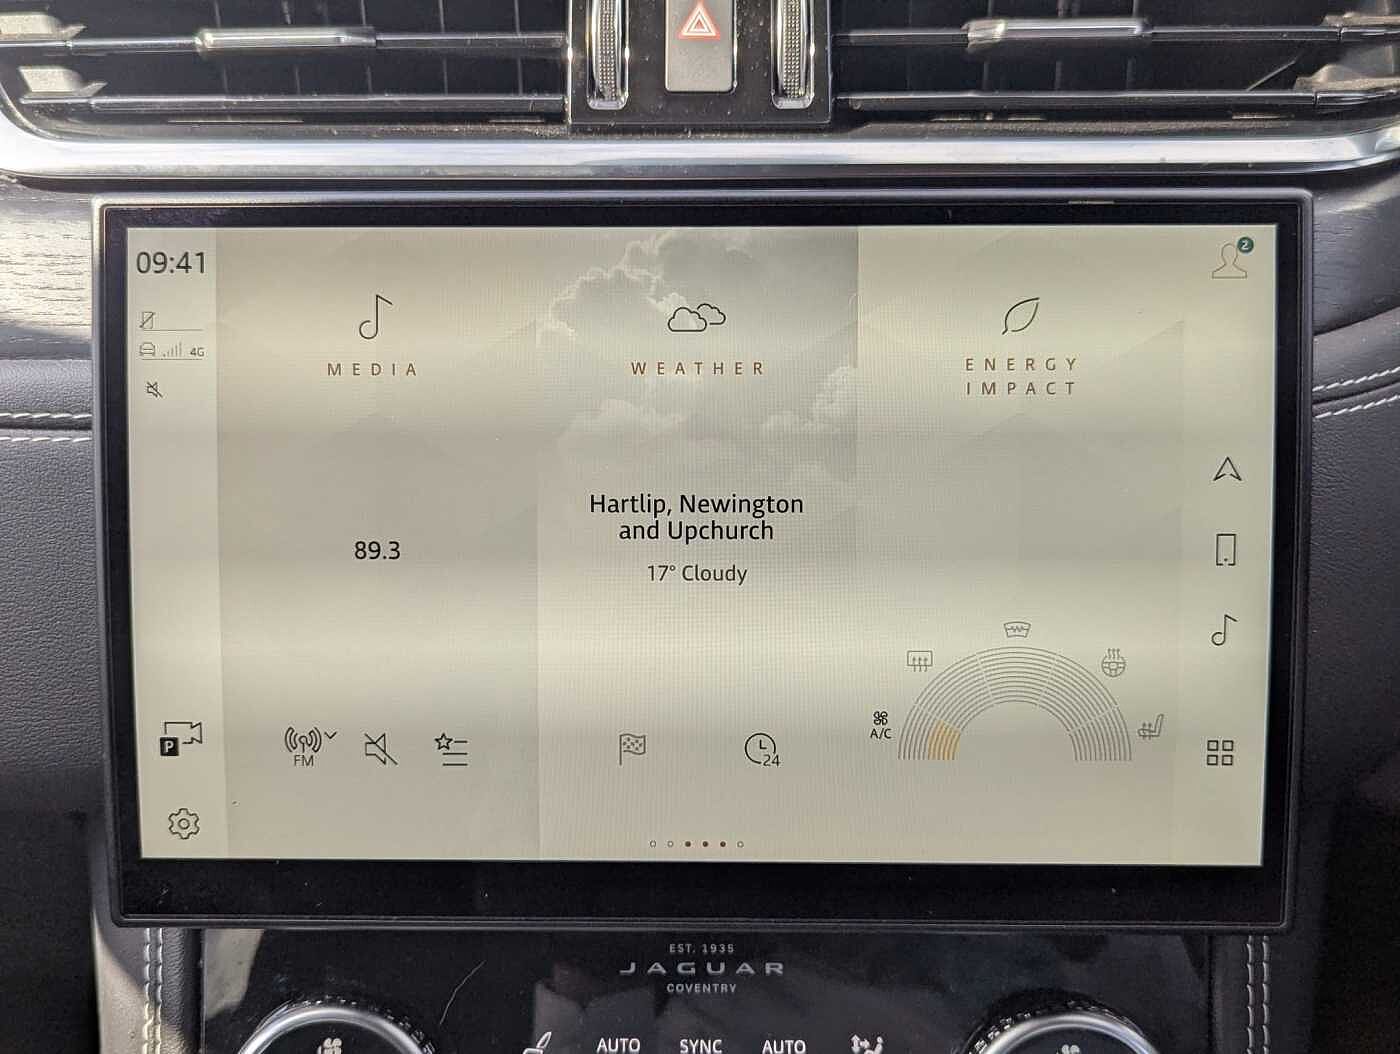 09:41
4G
2
MEDIA
WEATHER
ENERGY
IMPACT
89.3
Hartlip, Newington
and Upchurch
17° Cloudy
P
FM
24
A/C
EST. 1935
JAGUAR
COVENTRY
AUTO
SYNC
AUTO